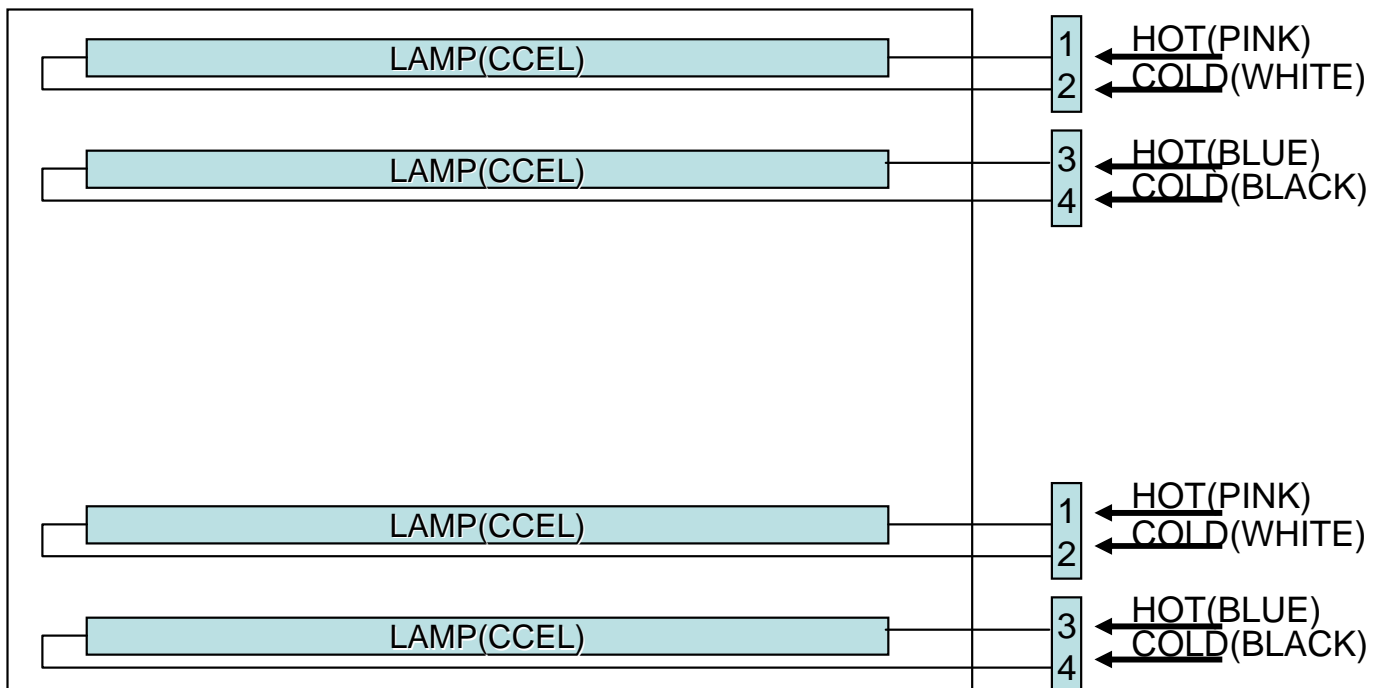 LAMP(CCEL)
1 HOT(PINK)
2 COLD(WHITE)
LAMP(CCEL)
3 HOT(BLUE)
4 COLD(BLACK)
LAMP(CCEL)
1 HOT(PINK)
2 COLD(WHITE)
LAMP(CCEL)
3 HOT(BLUE)
4 COLD(BLACK)